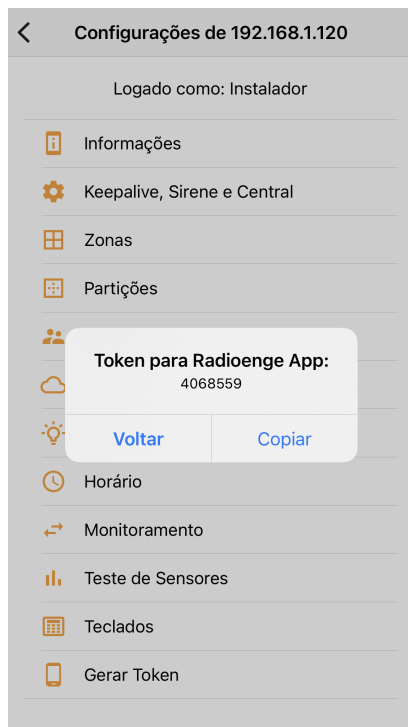 Configurações de 192.168.1.120
Logado como: Instalador
Informações
Keepalive, Sirene e Central
Zonas
Partições
Token para Radioenge App:
4068559
Voltar
Copiar
Horário
Monitoramento
Teste de Sensores
Teclados
Gerar Token